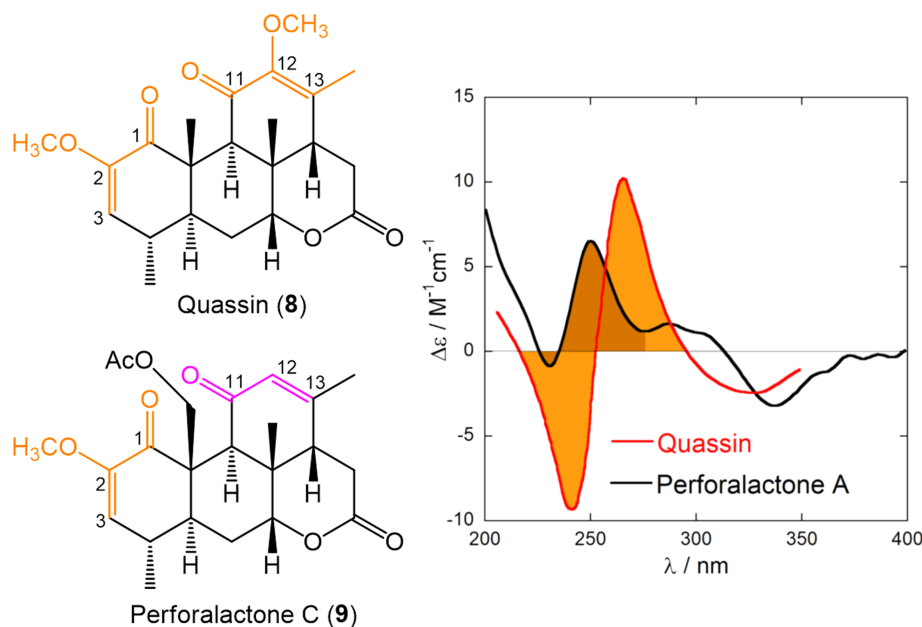 OCH₃
O
11
12
13
O
1
H₃CO
2
3
H
H
H
H
O
O
Quassin (8)
AcO
O
11
12
13
O
1
H₃CO
2
3
H
H
H
H
O
O
Perforalactone C (9)
15
10
5
0
-5
-10
Δε / M⁻¹cm⁻¹
Quassin
Perforalactone A
200
250
300
350
400
λ / nm